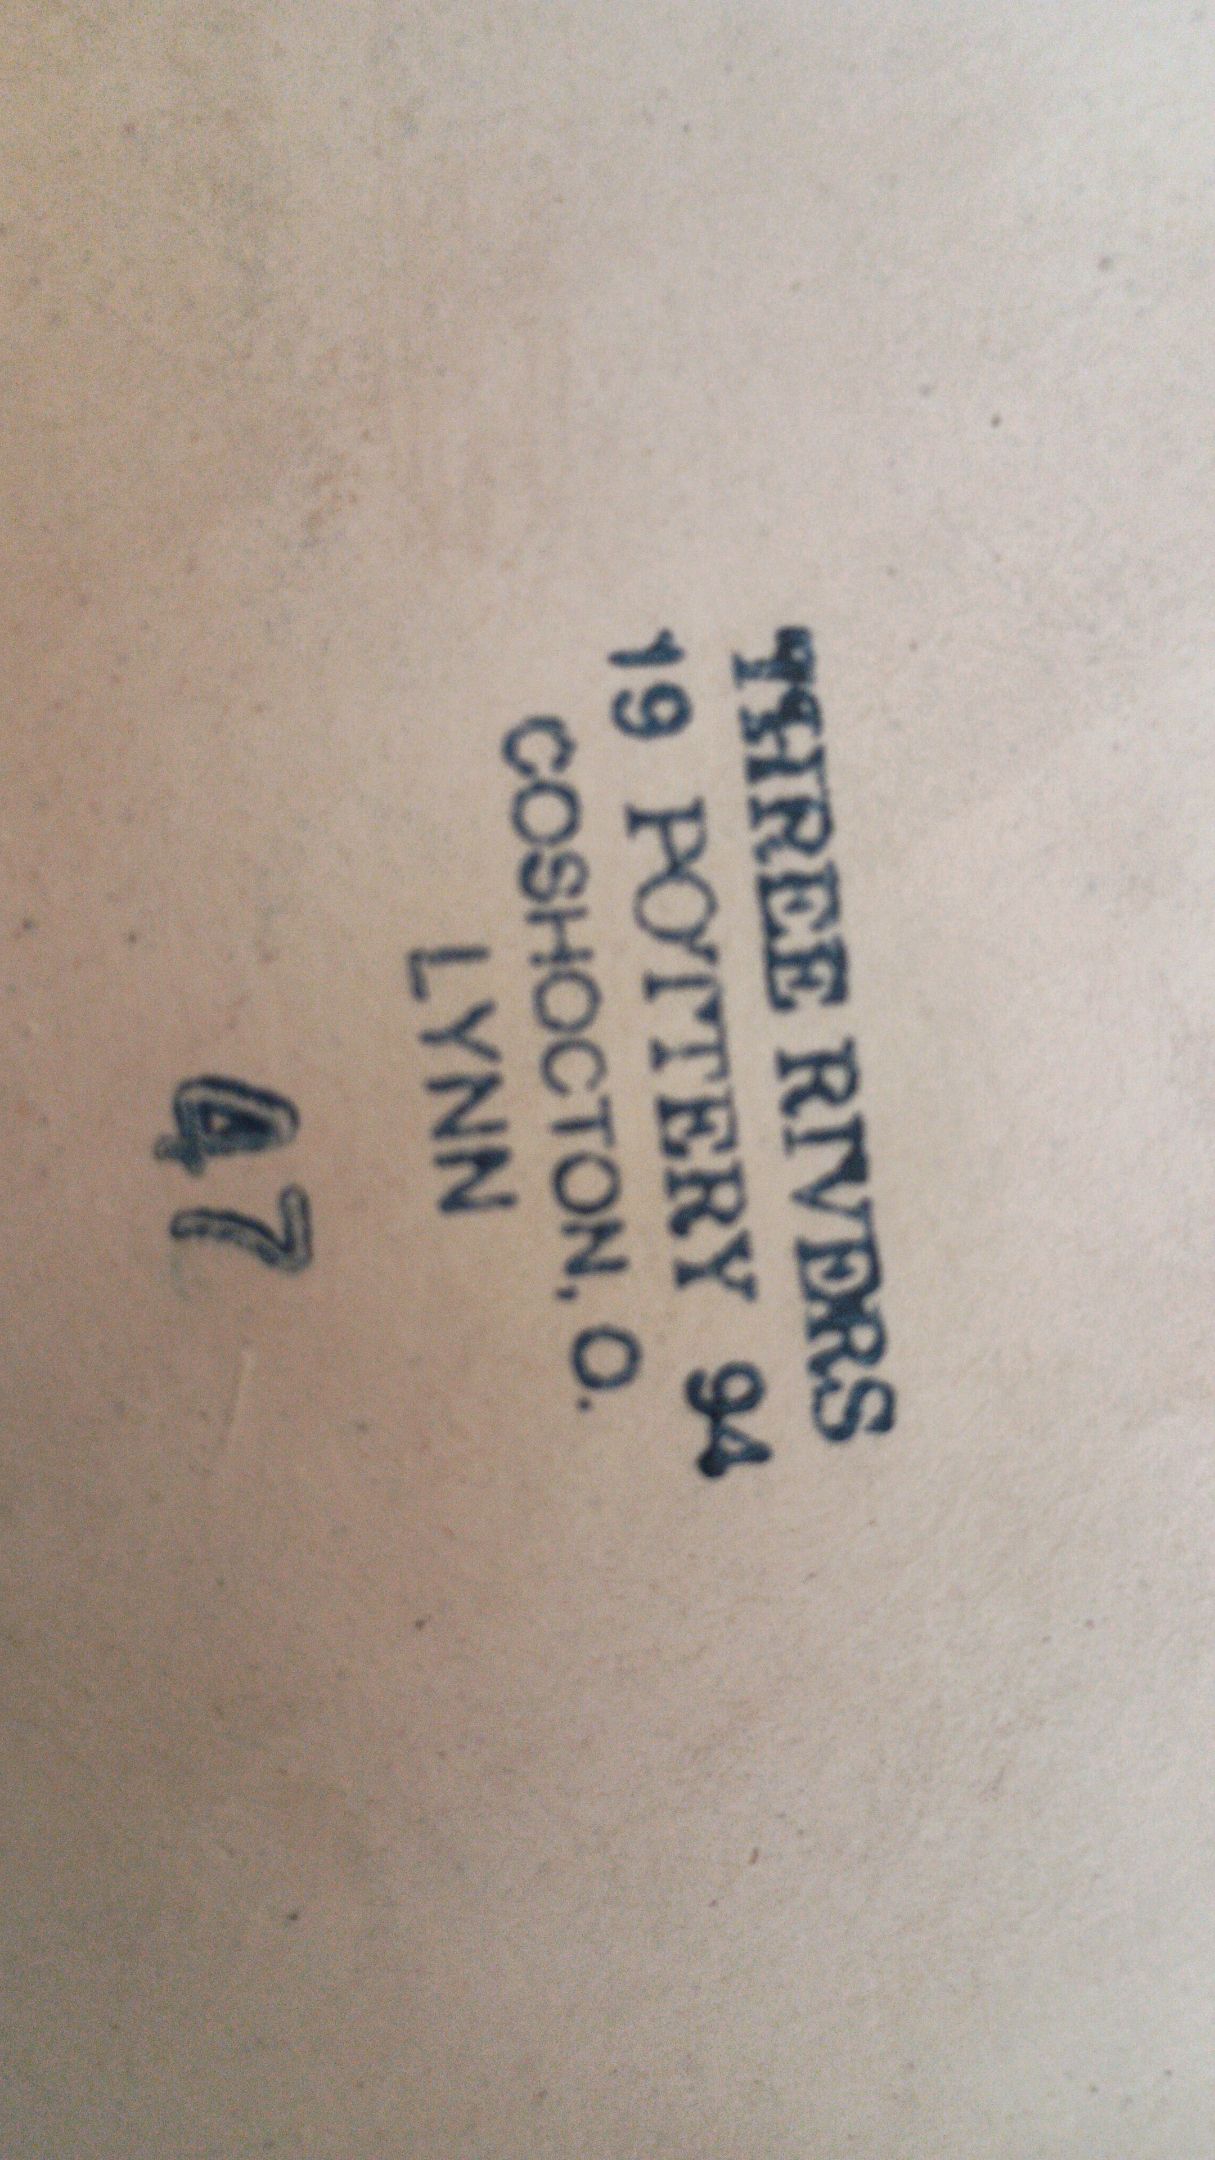 THREE RIVERS
19 POTTERY 94
COSHOCTON, O.
LYNN
47